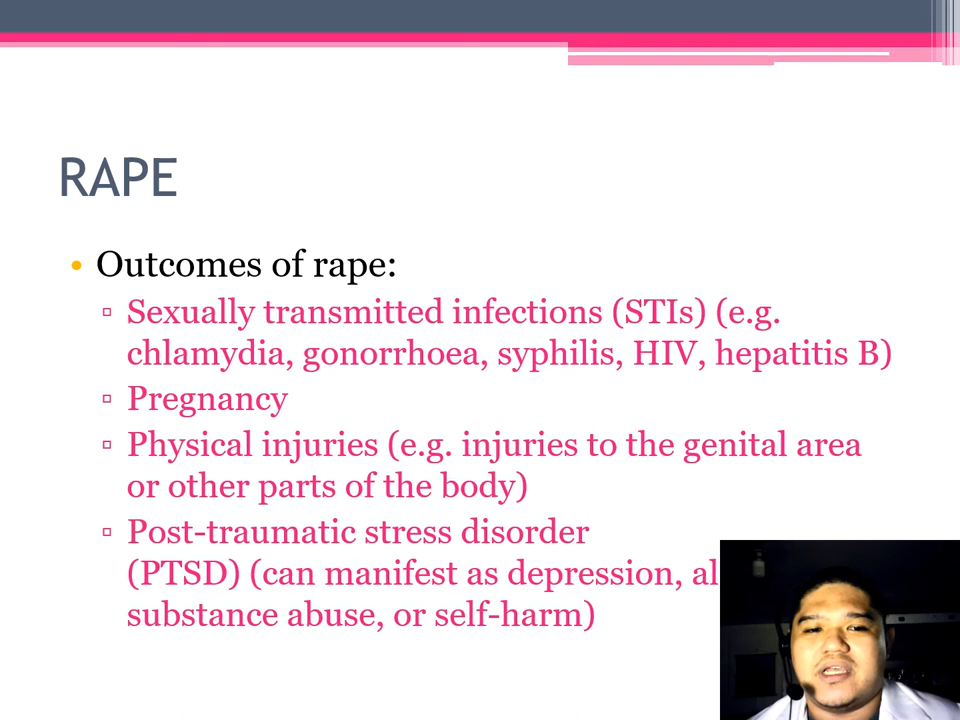 RAPE
• Outcomes of rape:
▫ Sexually transmitted infections (STIs) (e.g.
chlamydia, gonorrhoea, syphilis, HIV, hepatitis B)
▫ Pregnancy
▫ Physical injuries (e.g. injuries to the genital area
or other parts of the body)
▫ Post-traumatic stress disorder
(PTSD) (can manifest as depression,
substance abuse, or self-harm)